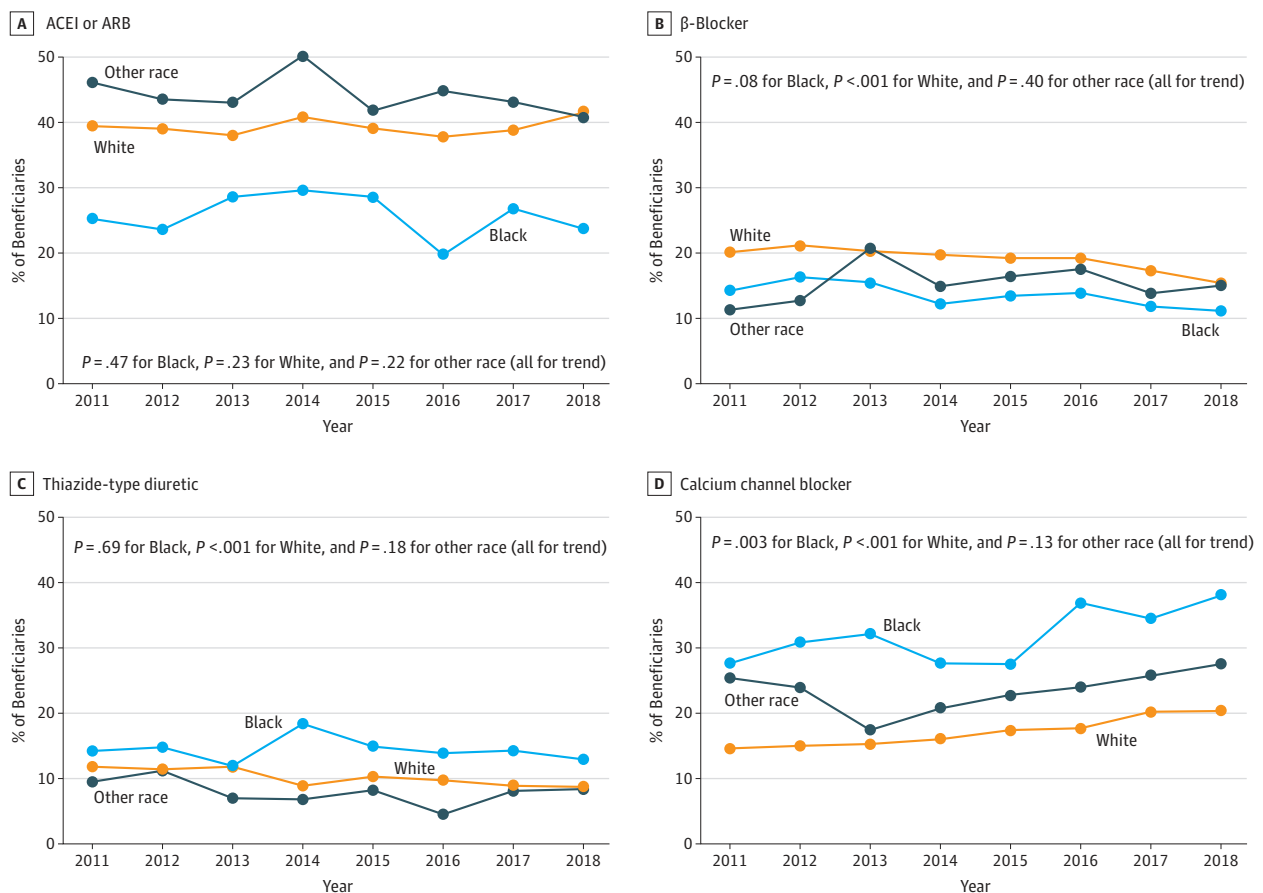 A ACEI or ARB
50
40
30
20
10
0
% of Beneficiaries
Other race
White
Black
P = .47 for Black, P = .23 for White, and P = .22 for other race (all for trend)
2011 2012 2013 2014 2015 2016 2017 2018
Year
B β-Blocker
50
40
30
20
10
0
% of Beneficiaries
P = .08 for Black, P <.001 for White, and P = .40 for other race (all for trend)
White
Other race
Black
2011 2012 2013 2014 2015 2016 2017 2018
Year
C Thiazide-type diuretic
50
40
30
20
10
0
% of Beneficiaries
P = .69 for Black, P <.001 for White, and P = .18 for other race (all for trend)
Black
White
Other race
2011 2012 2013 2014 2015 2016 2017 2018
Year
D Calcium channel blocker
50
40
30
20
10
0
% of Beneficiaries
P = .003 for Black, P <.001 for White, and P = .13 for other race (all for trend)
Black
Other race
White
2011 2012 2013 2014 2015 2016 2017 2018
Year